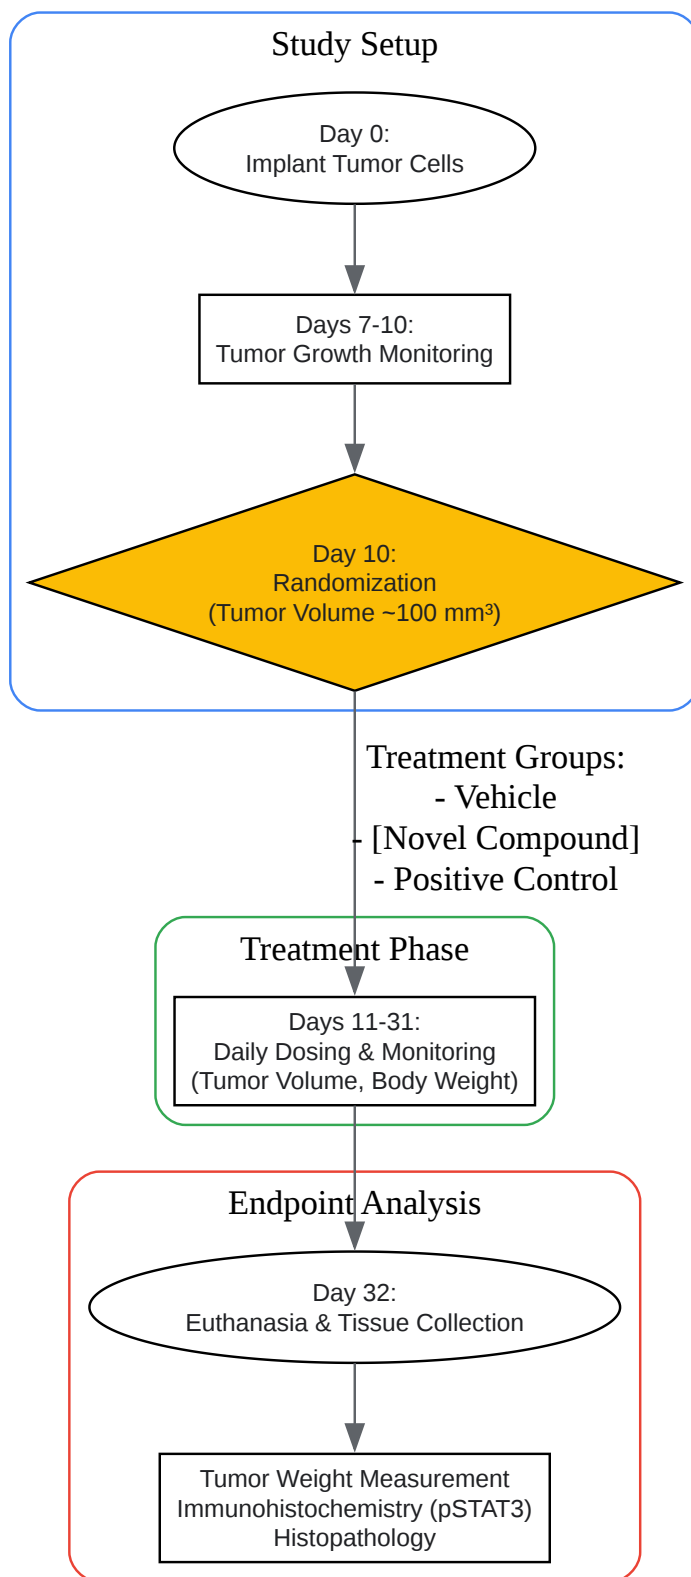 Study Setup
Day 0:
Implant Tumor Cells
Days 7-10:
Tumor Growth Monitoring
Day 10:
Randomization
(Tumor Volume ~100 mm³)
Treatment Groups:
- Vehicle
- [Novel Compound]
- Positive Control
Treatment Phase
Days 11-31:
Daily Dosing & Monitoring
(Tumor Volume, Body Weight)
Endpoint Analysis
Day 32:
Euthanasia & Tissue Collection
Tumor Weight Measurement
Immunohistochemistry (pSTAT3)
Histopathology